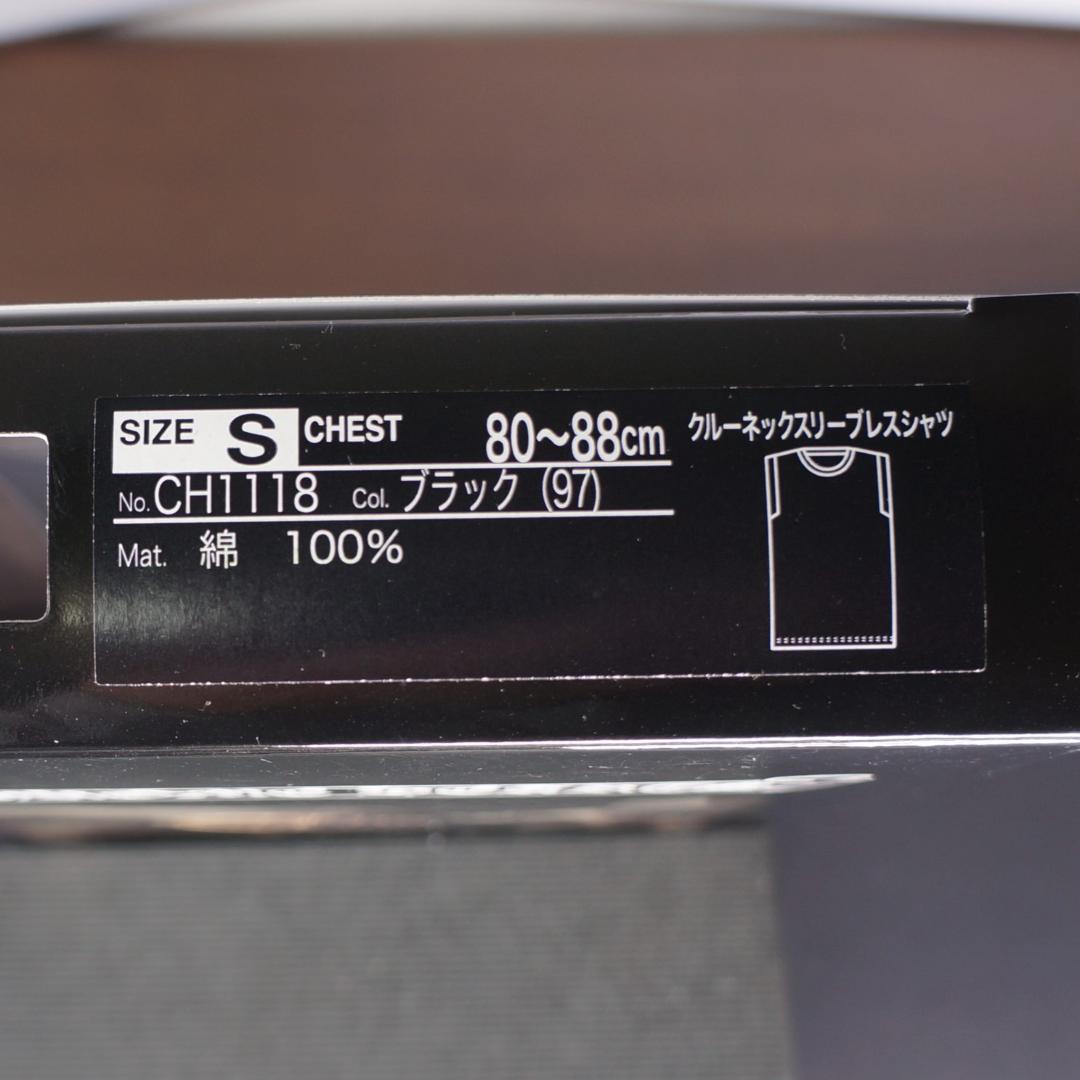 SIZE S CHEST 80~88cm
クルーネックスリーブレスシャツ
No. CH1118 Col. ブラック (97)
Mat. 綿 100%